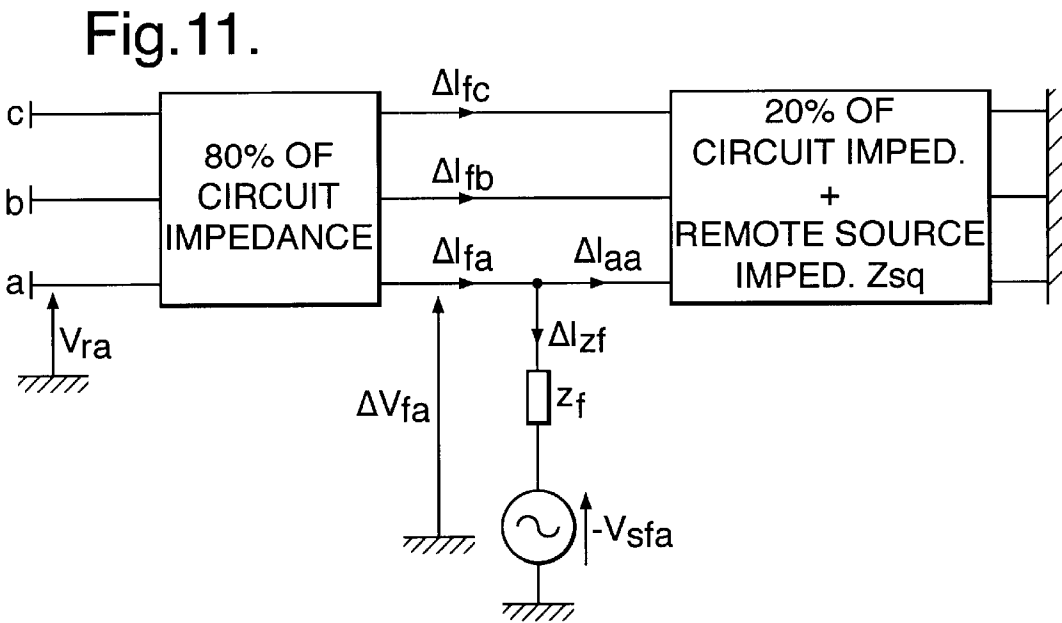 Fig.11.
c
b
a
80% OF
CIRCUIT
IMPEDANCE
ΔIfc
ΔIfb
ΔIfa
ΔIaa
20% OF
CIRCUIT IMPED.
+
REMOTE SOURCE
IMPED. Zsq
Vra
ΔVfa
ΔIzf
zf
-Vsfa